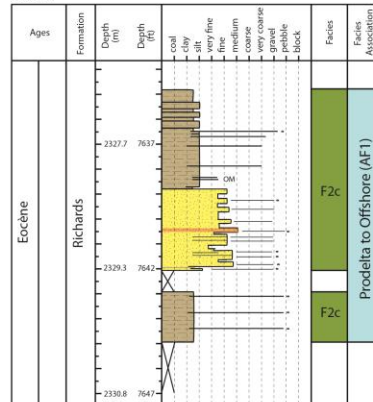 Ages
Formation
Depth
(m)
Depth
(ft)
coal
clay
silt
very fine
fine
medium
coarse
very coarse
gravel
pebble
block
Facies
Facies
Association
Eocene
Richards
2327.7 7637
OM
2329.3 7642
2330.8 7647
F2c
F2c
Prodelta to Offshore (AF1)